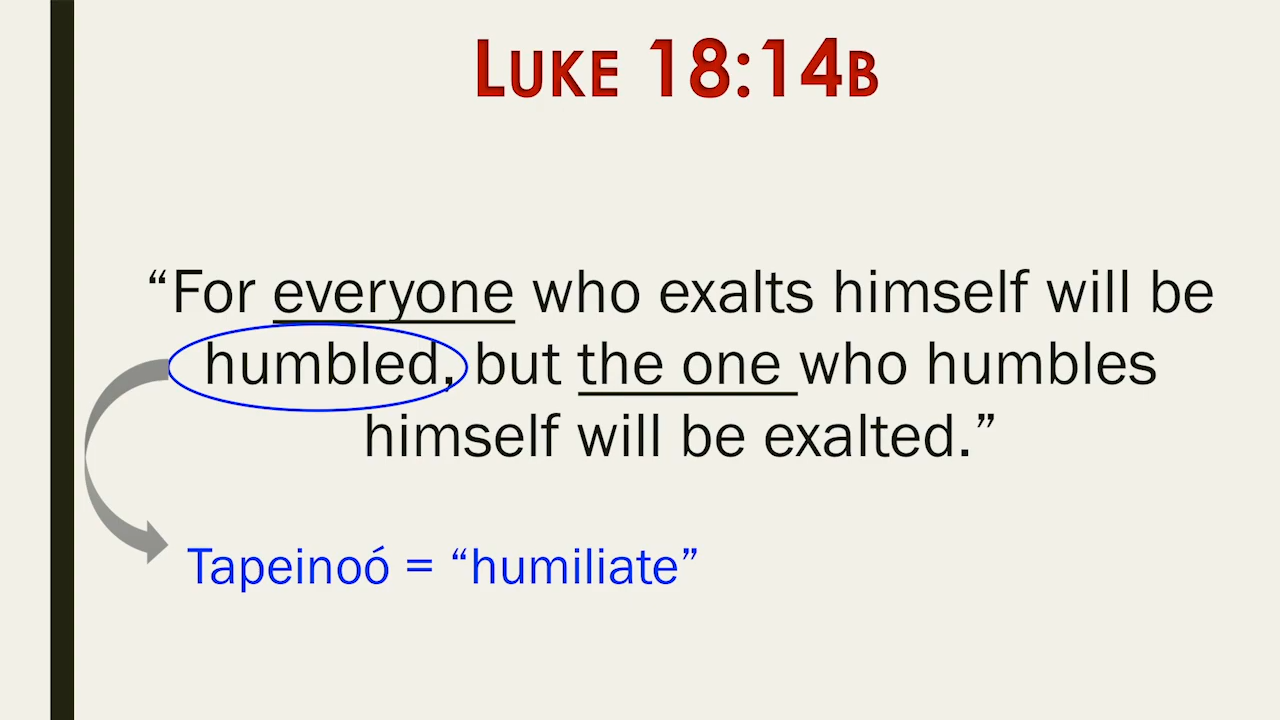 Luke 18:14b
“For everyone who exalts himself will be
humbled, but the one who humbles
himself will be exalted.”
Tapeinoó = “humiliate”